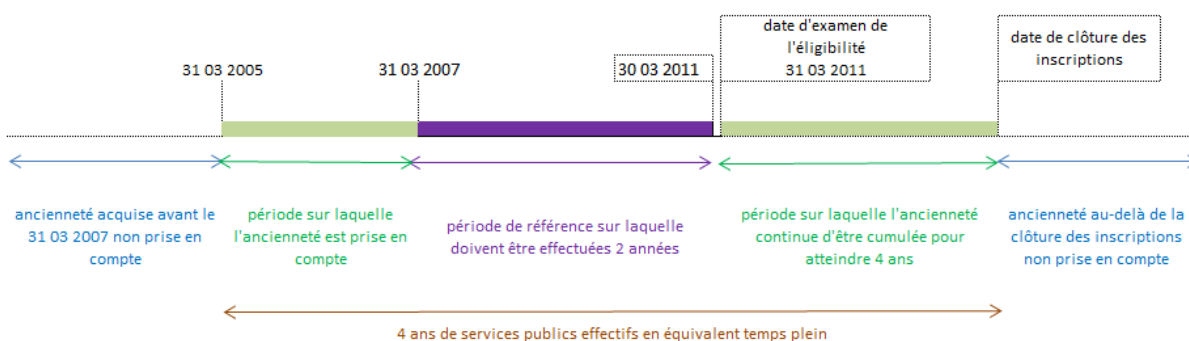 date d'examen de
l'éligibilité
31 03 2011
date de clôture des
inscriptions
31 03 2005
31 03 2007
30 03 2011
ancienneté acquise avant le
31 03 2007 non prise en
compte
période sur laquelle
l'ancienneté est prise en
compte
période de référence sur laquelle
doivent être effectuées 2 années
période sur laquelle l'ancienneté
continue d'être cumulée pour
atteindre 4 ans
ancienneté au-delà de la
clôture des inscriptions
non prise en compte
4 ans de services publics effectifs en équivalent temps plein